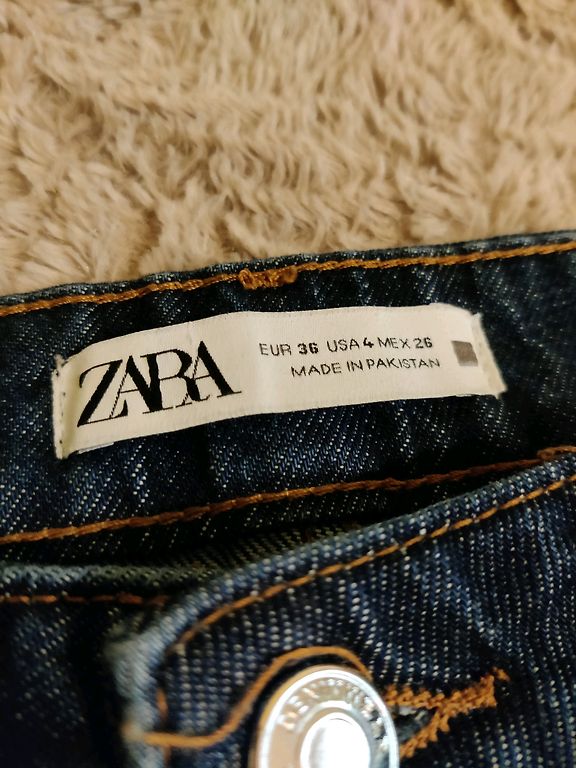 ZARA
EUR 36 USA 4 MEX 26
MADE IN PAKISTAN